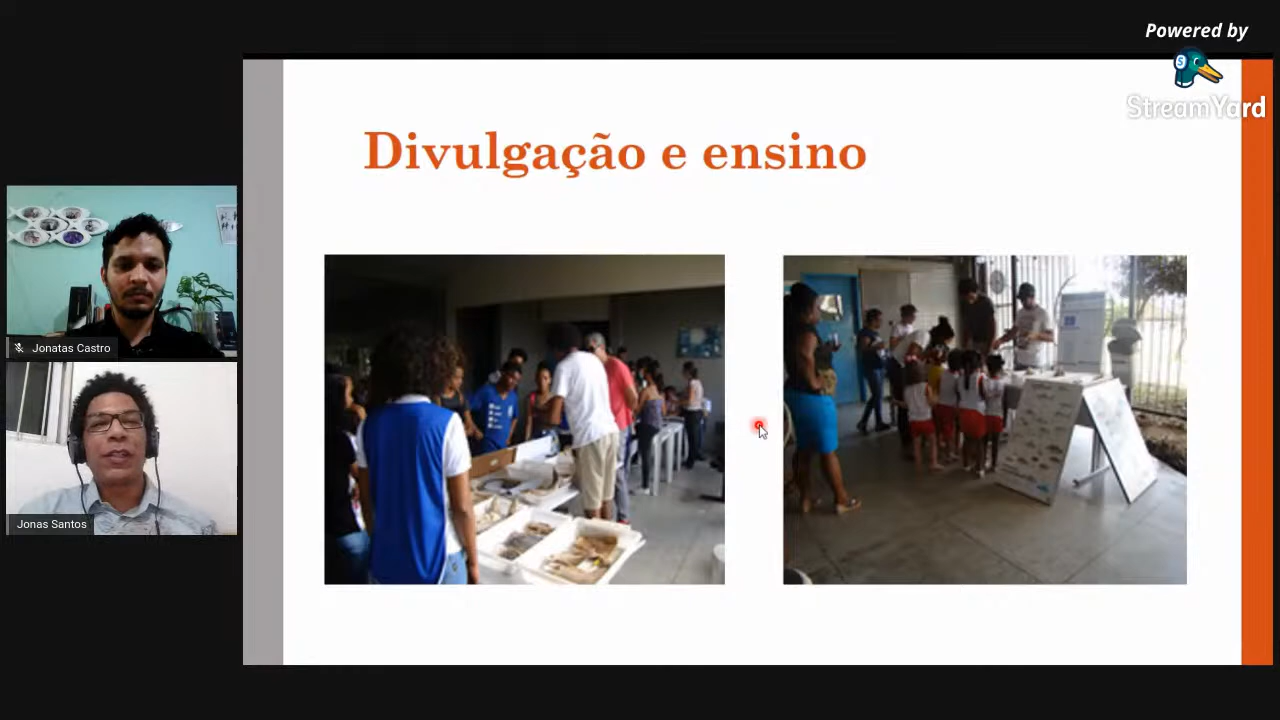 Powered by
StreamYard
Divulgação e ensino
Jonatas Castro
Jonas Santos